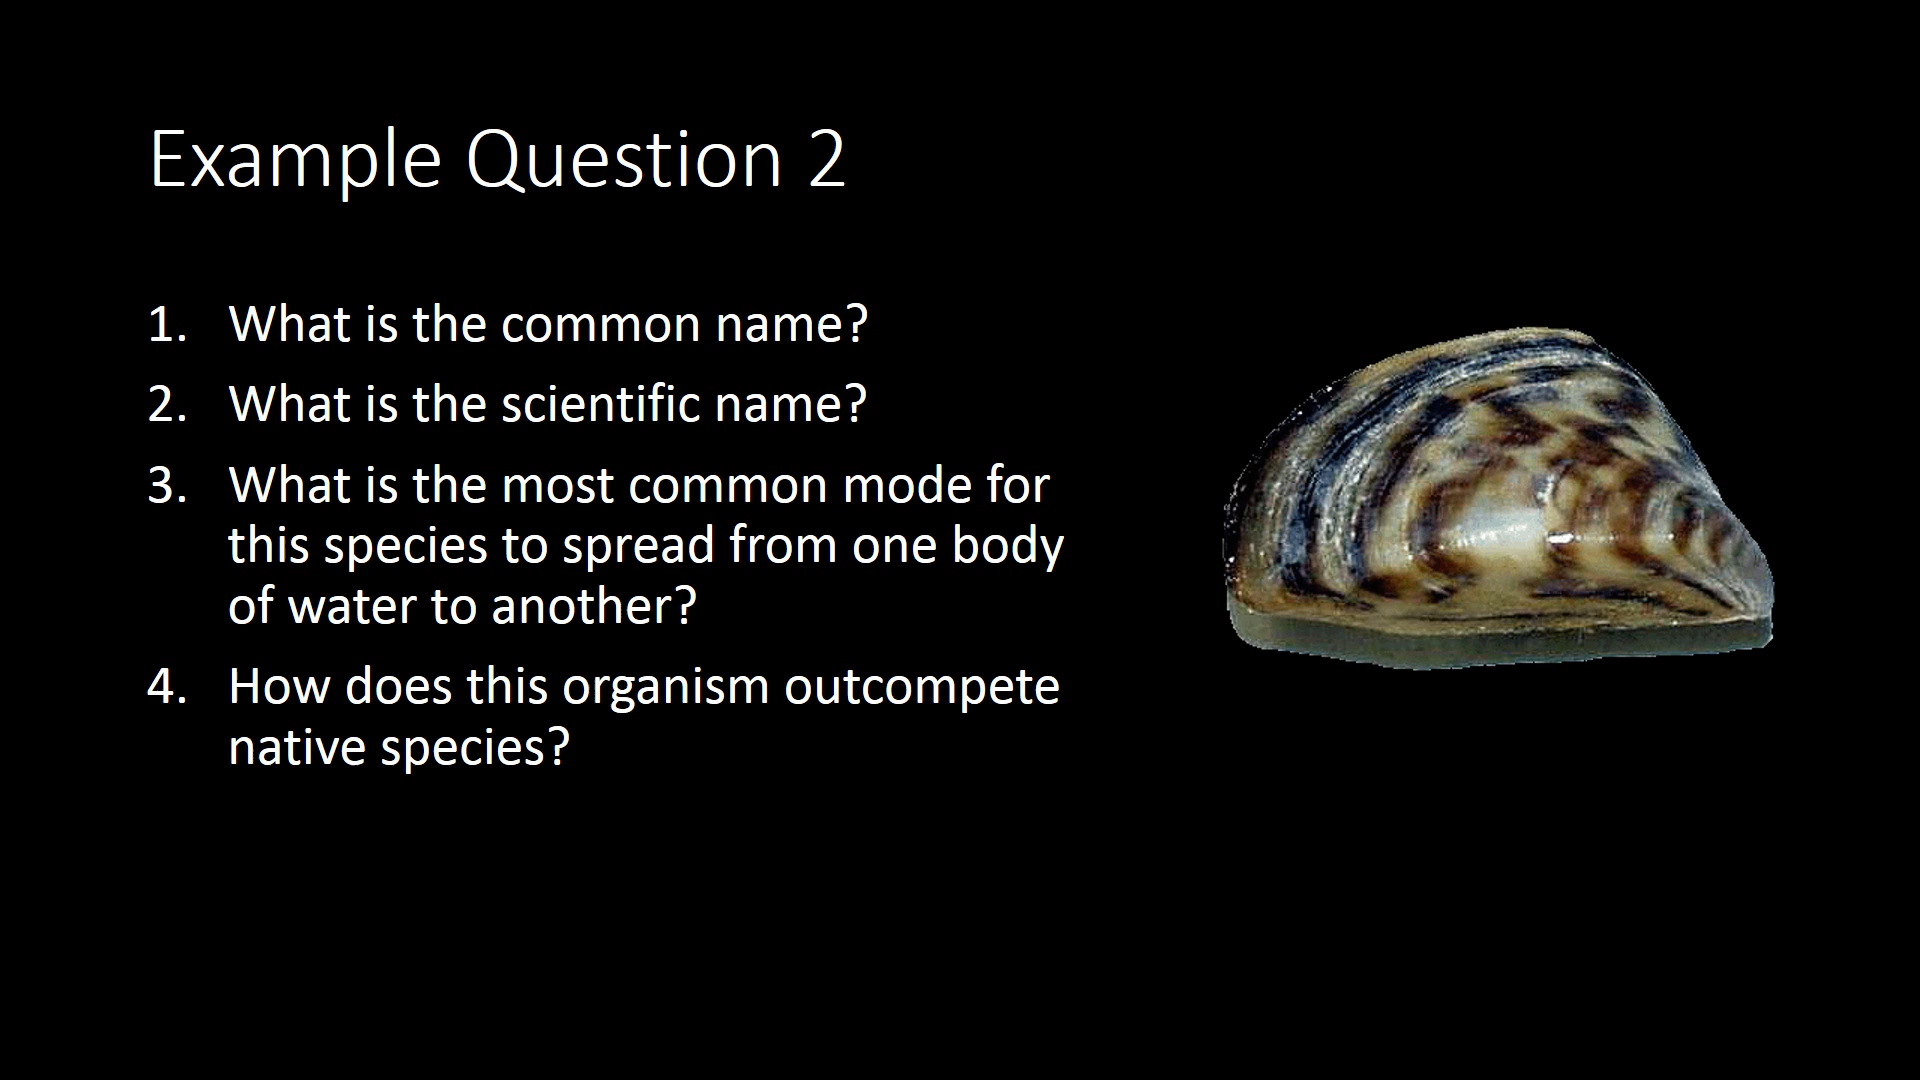 Example Question 2
1. What is the common name?
2. What is the scientific name?
3. What is the most common mode for
this species to spread from one body
of water to another?
4. How does this organism outcompete
native species?